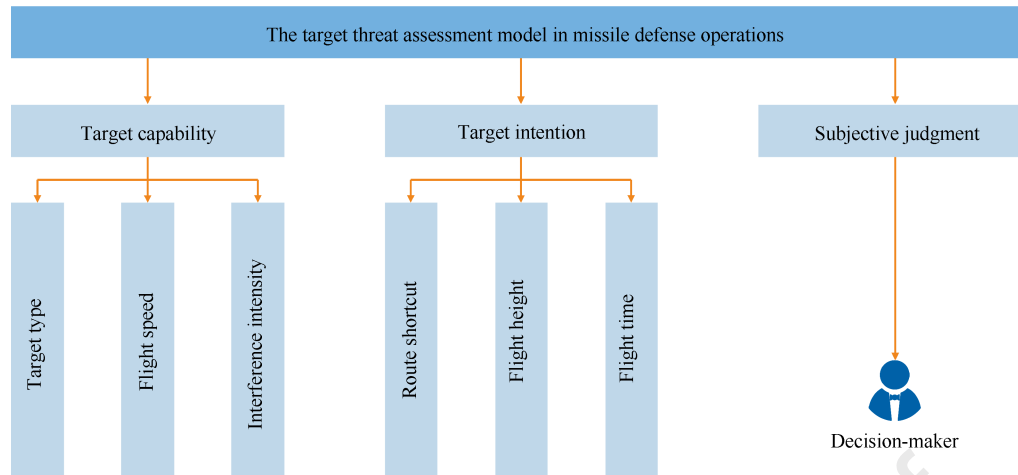 The target threat assessment model in missile defense operations
Target capability
Target intention
Subjective judgment
Target type
Flight speed
Interference intensity
Route shortcut
Flight height
Flight time
Decision-maker